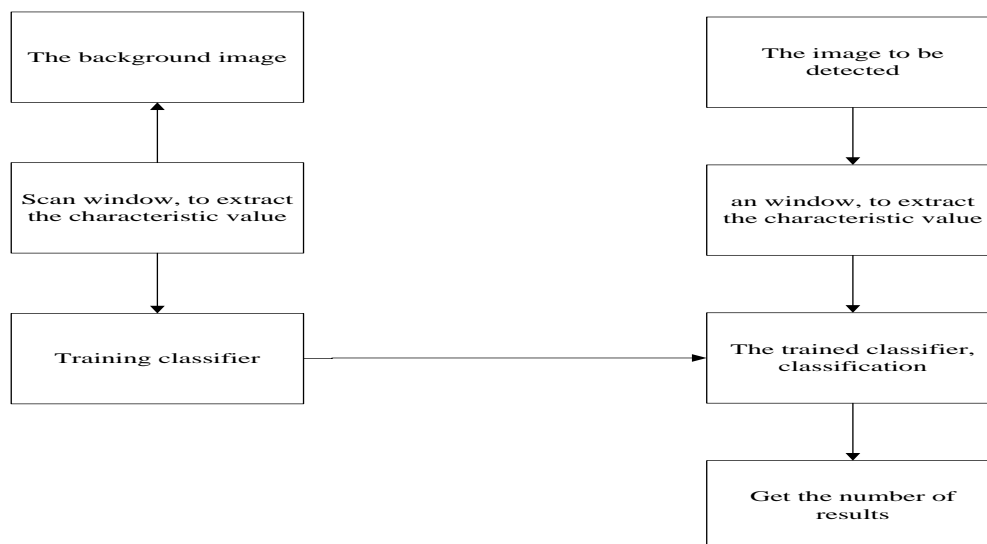 The background image
Scan window, to extract
the characteristic value
Training classifier
The image to be
detected
an window, to extract
the characteristic value
The trained classifier,
classification
Get the number of
results